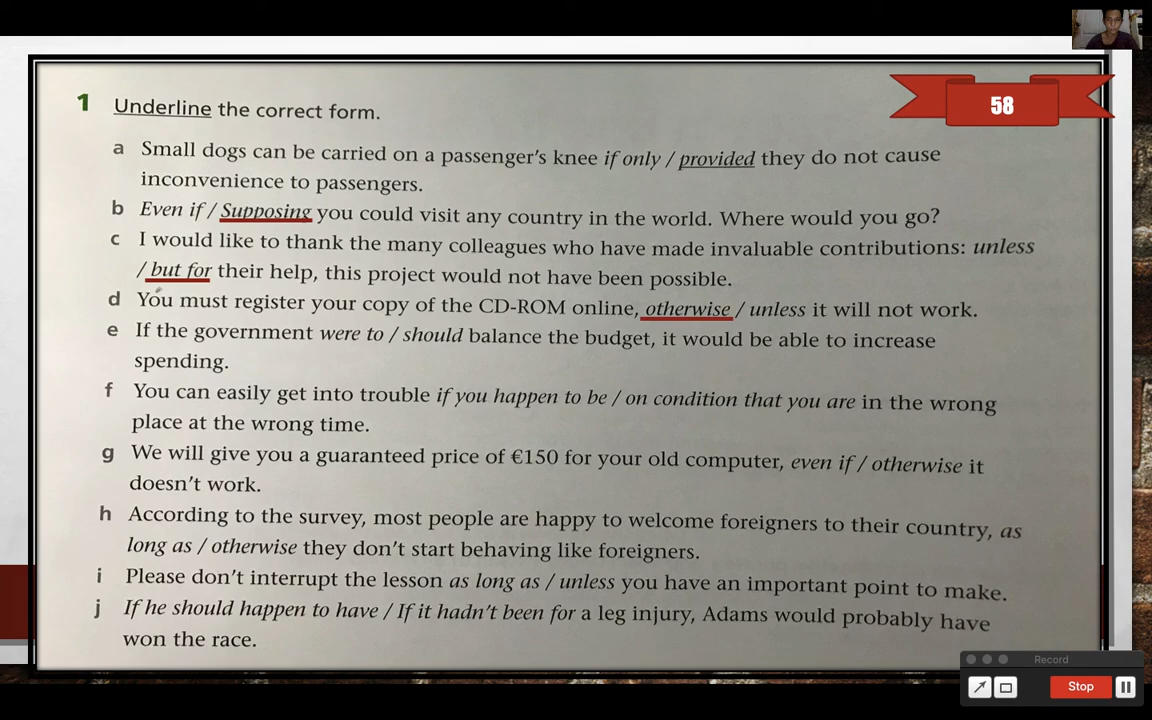 58
1 Underline the correct form.
a Small dogs can be carried on a passenger's knee if only / provided they do not cause
inconvenience to passengers.
b Even if / Supposing you could visit any country in the world. Where would you go?
c I would like to thank the many colleagues who have made invaluable contributions: unless
/ but for their help, this project would not have been possible.
d You must register your copy of the CD-ROM online, otherwise / unless it will not work.
e If the government were to / should balance the budget, it would be able to increase
spending.
f You can easily get into trouble if you happen to be / on condition that you are in the wrong
place at the wrong time.
g We will give you a guaranteed price of €150 for your old computer, even if / otherwise it
doesn't work.
h According to the survey, most people are happy to welcome foreigners to their country, as
long as / otherwise they don't start behaving like foreigners.
i Please don't interrupt the lesson as long as / unless you have an important point to make.
j If he should happen to have / If it hadn't been for a leg injury, Adams would probably have
won the race.
Record
Stop